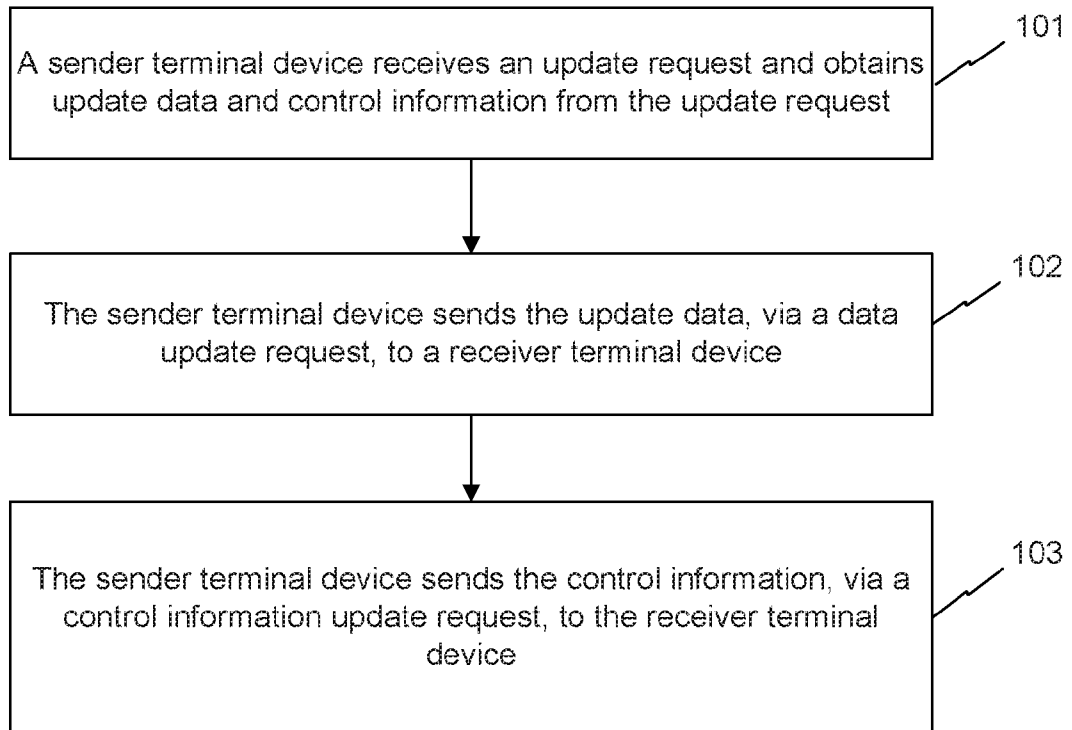 101
A sender terminal device receives an update request and obtains
update data and control information from the update request
102
The sender terminal device sends the update data, via a data
update request, to a receiver terminal device
103
The sender terminal device sends the control information, via a
control information update request, to the receiver terminal
device